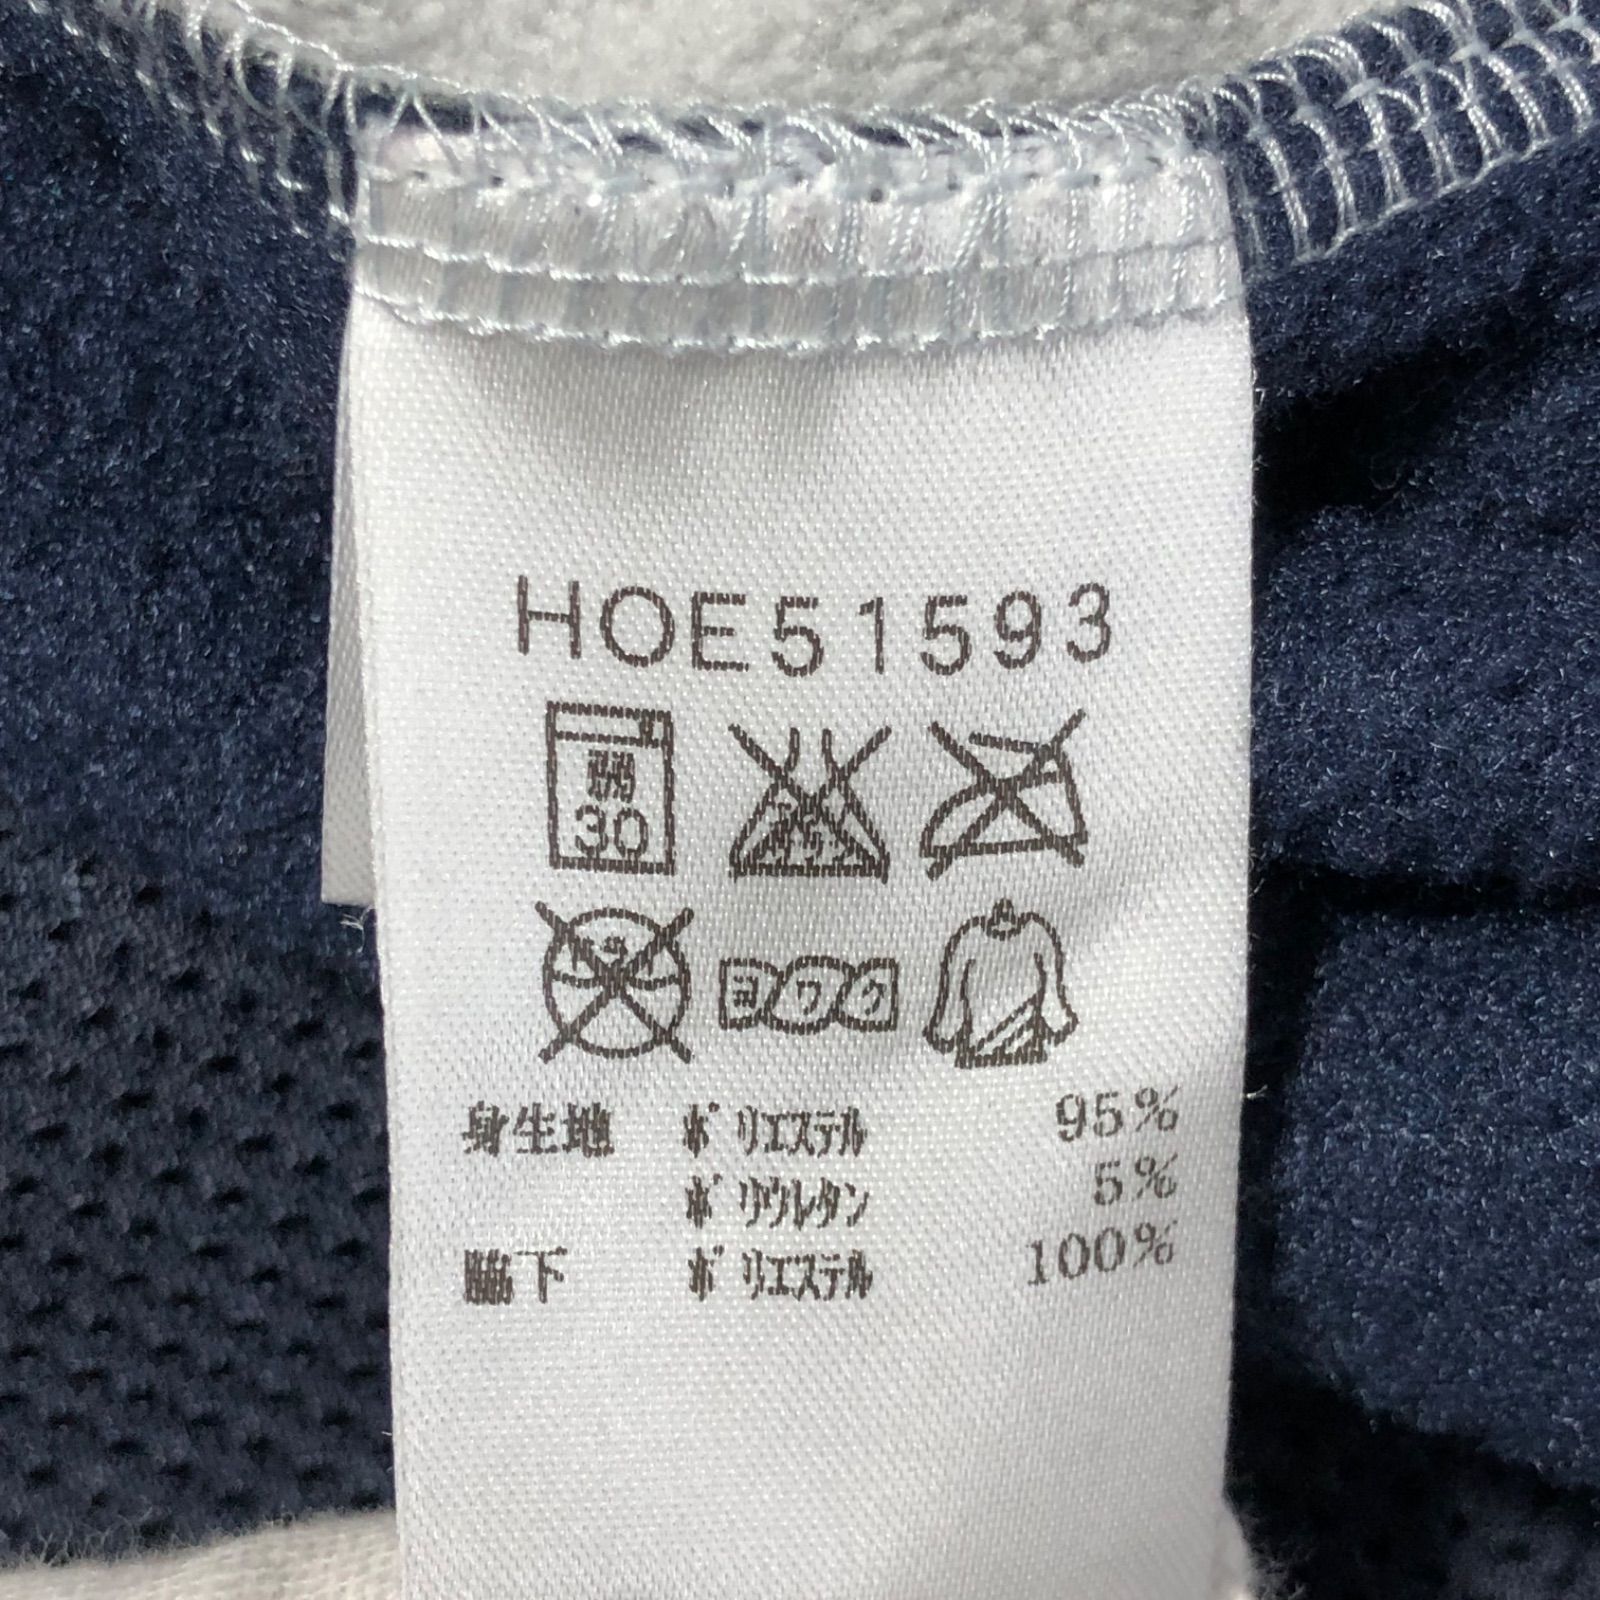 HOE51593
弱
30
ヨワク
身生地 ポリエステル 95%
ポリウレタン 5%
脇下 ポリエステル 100%